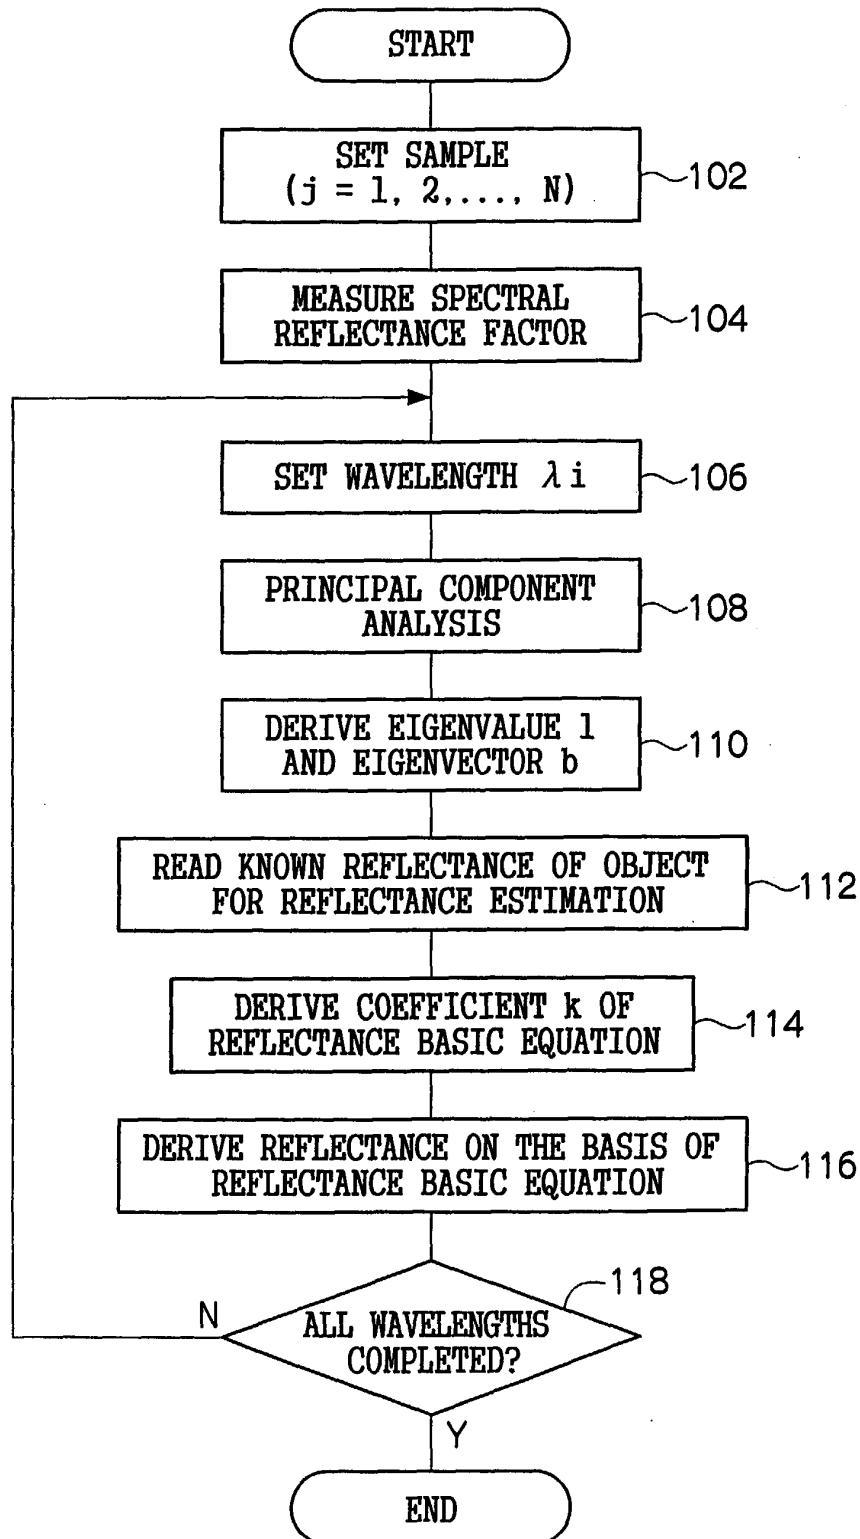 START
SET SAMPLE
(j = 1, 2,..., N)
102
MEASURE SPECTRAL
REFLECTANCE FACTOR
104
SET WAVELENGTH λi
106
PRINCIPAL COMPONENT
ANALYSIS
108
DERIVE EIGENVALUE l
AND EIGENVECTOR b
110
READ KNOWN REFLECTANCE OF OBJECT
FOR REFLECTANCE ESTIMATION
112
DERIVE COEFFICIENT k OF
REFLECTANCE BASIC EQUATION
114
DERIVE REFLECTANCE ON THE BASIS OF
REFLECTANCE BASIC EQUATION
116
118
N
ALL WAVELENGTHS
COMPLETED?
Y
END